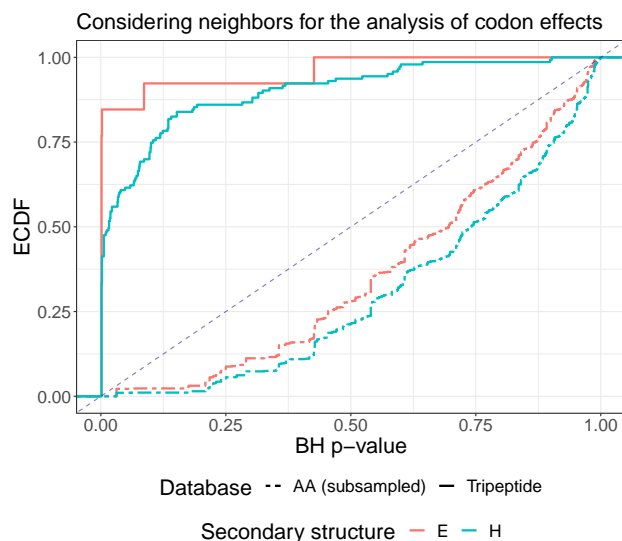 Considering neighbors for the analysis of codon effects
ECDF
1.00
0.75
0.50
0.25
0.00
0.00 0.25 0.50 0.75 1.00
BH p−value
Database AA (subsampled) Tripeptide
Secondary structure E H